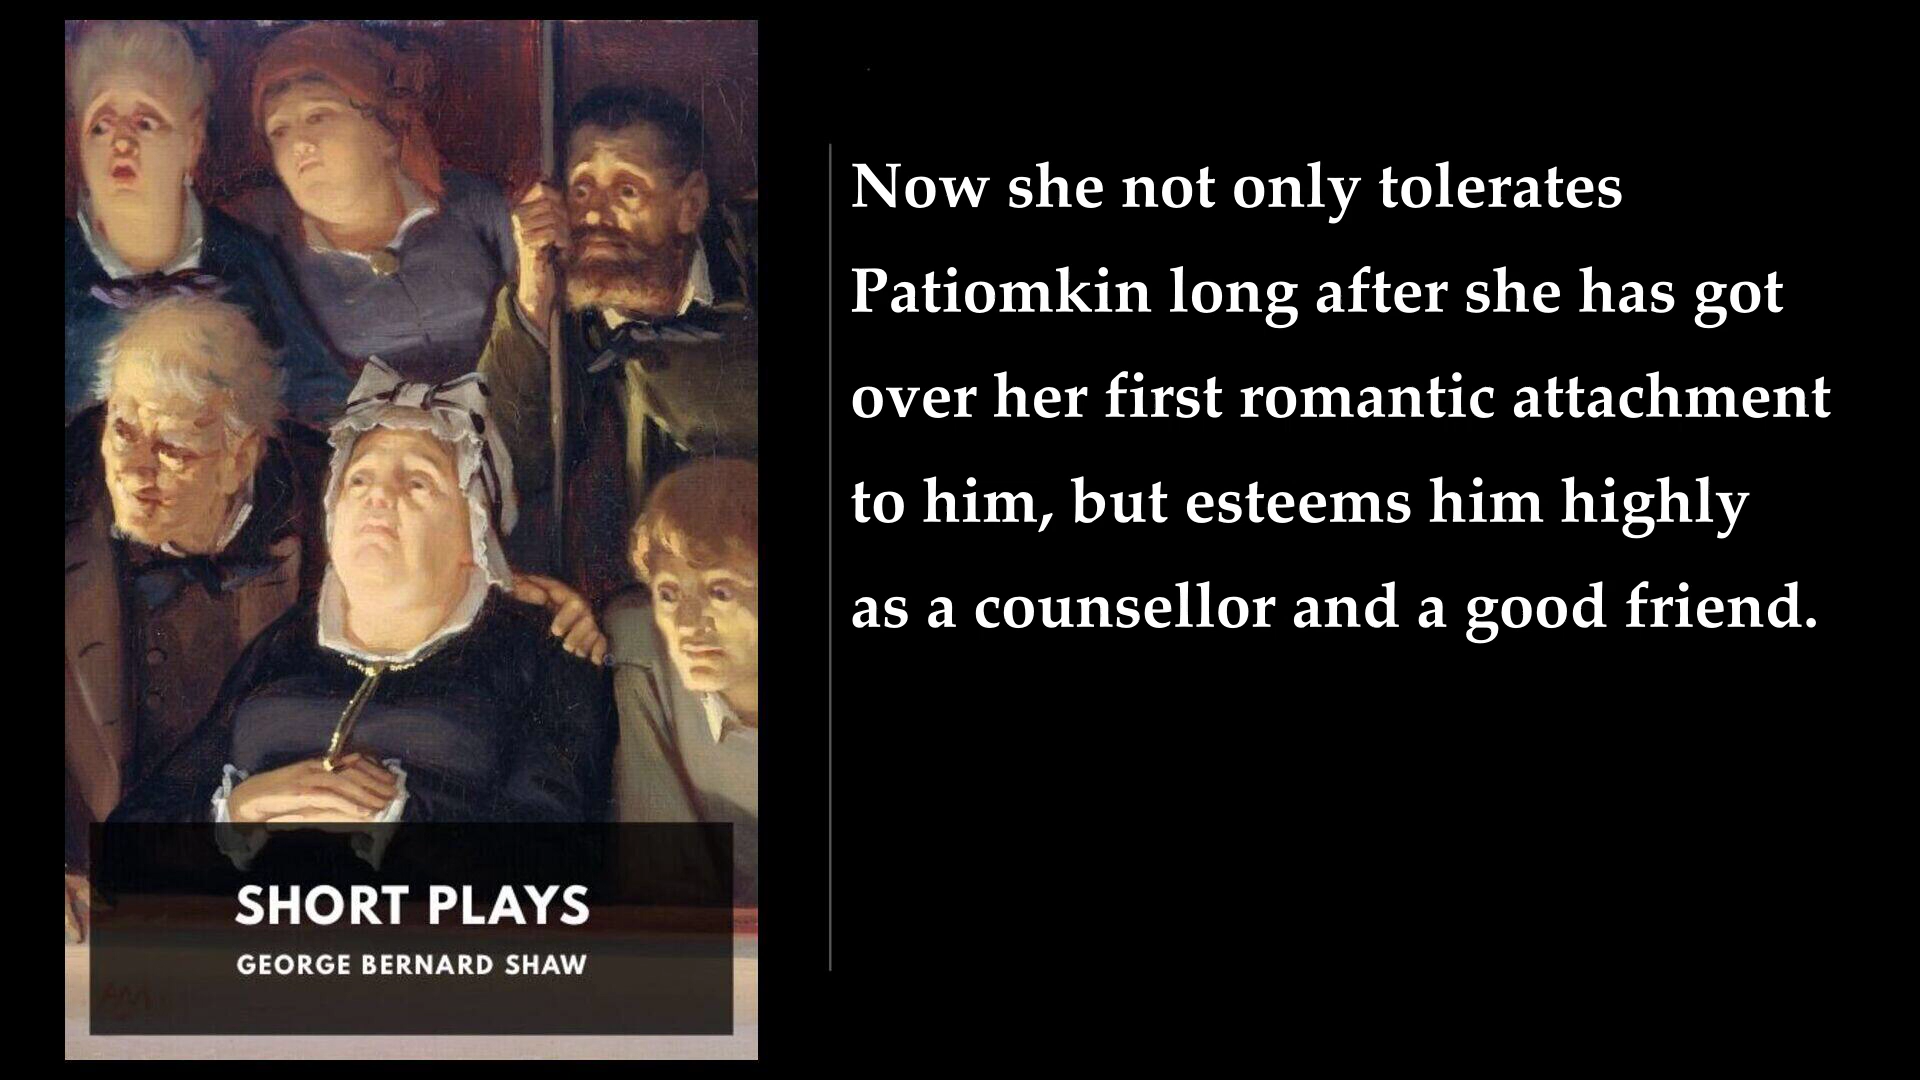 Now she not only tolerates
Patiomkin long after she has got
over her first romantic attachment
to him, but esteems him highly
as a counsellor and a good friend.
SHORT PLAYS
GEORGE BERNARD SHAW